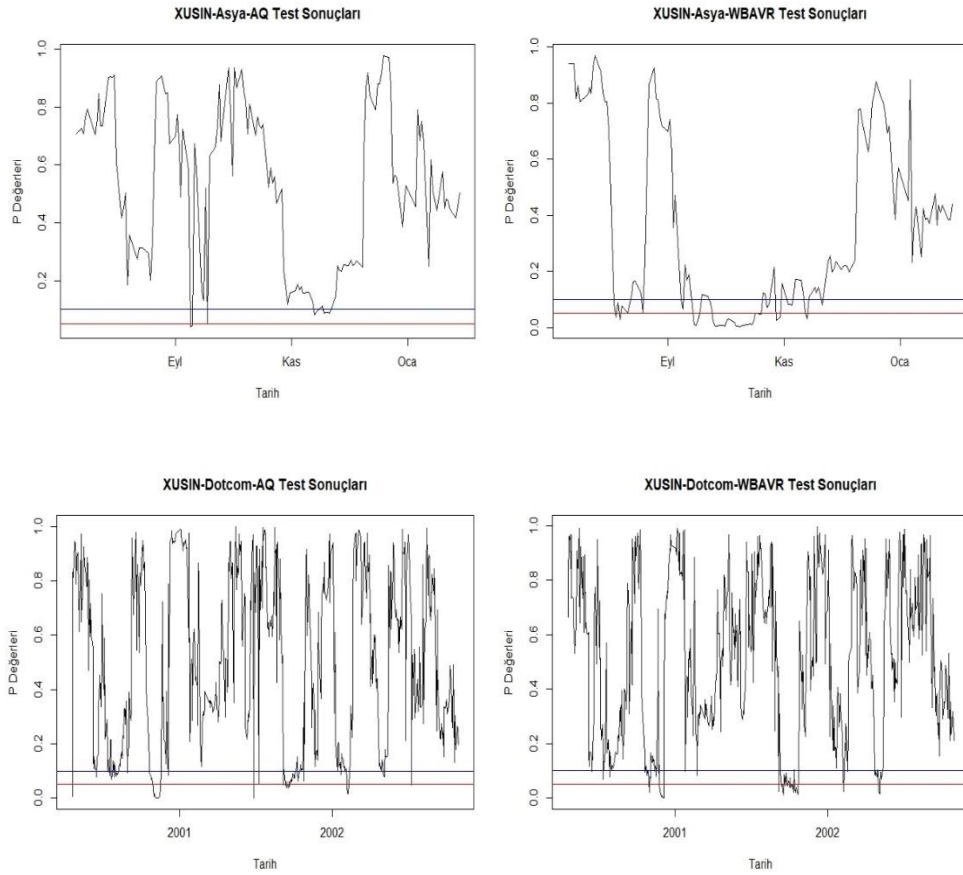 XUSIN-Asya-AQ Test Sonuçları
P Değerleri
1.0
0.8
0.6
0.4
0.2
Eyl Kas Oca
Tarih
XUSIN-Asya-WBAVR Test Sonuçları
P Değerleri
1.0
0.8
0.6
0.4
0.2
0.0
Eyl Kas Oca
Tarih
XUSIN-Dotcom-AQ Test Sonuçları
P Değerleri
1.0
0.8
0.6
0.4
0.2
0.0
2001 2002
Tarih
XUSIN-Dotcom-WBAVR Test Sonuçları
P Değerleri
1.0
0.8
0.6
0.4
0.2
0.0
2001 2002
Tarih